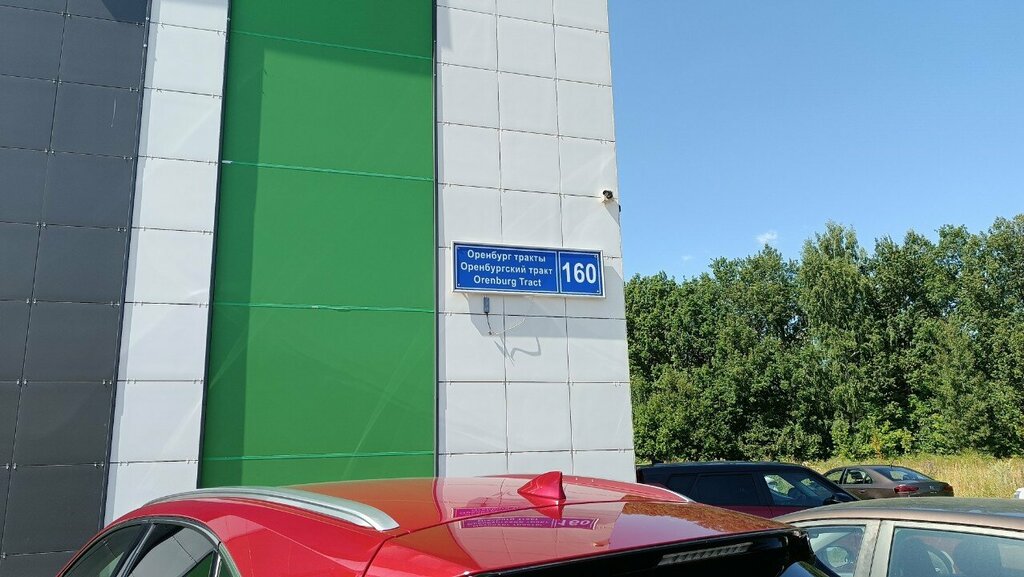 Оренбург тракты
Оренбургский тракт
Orenburg Tract
160